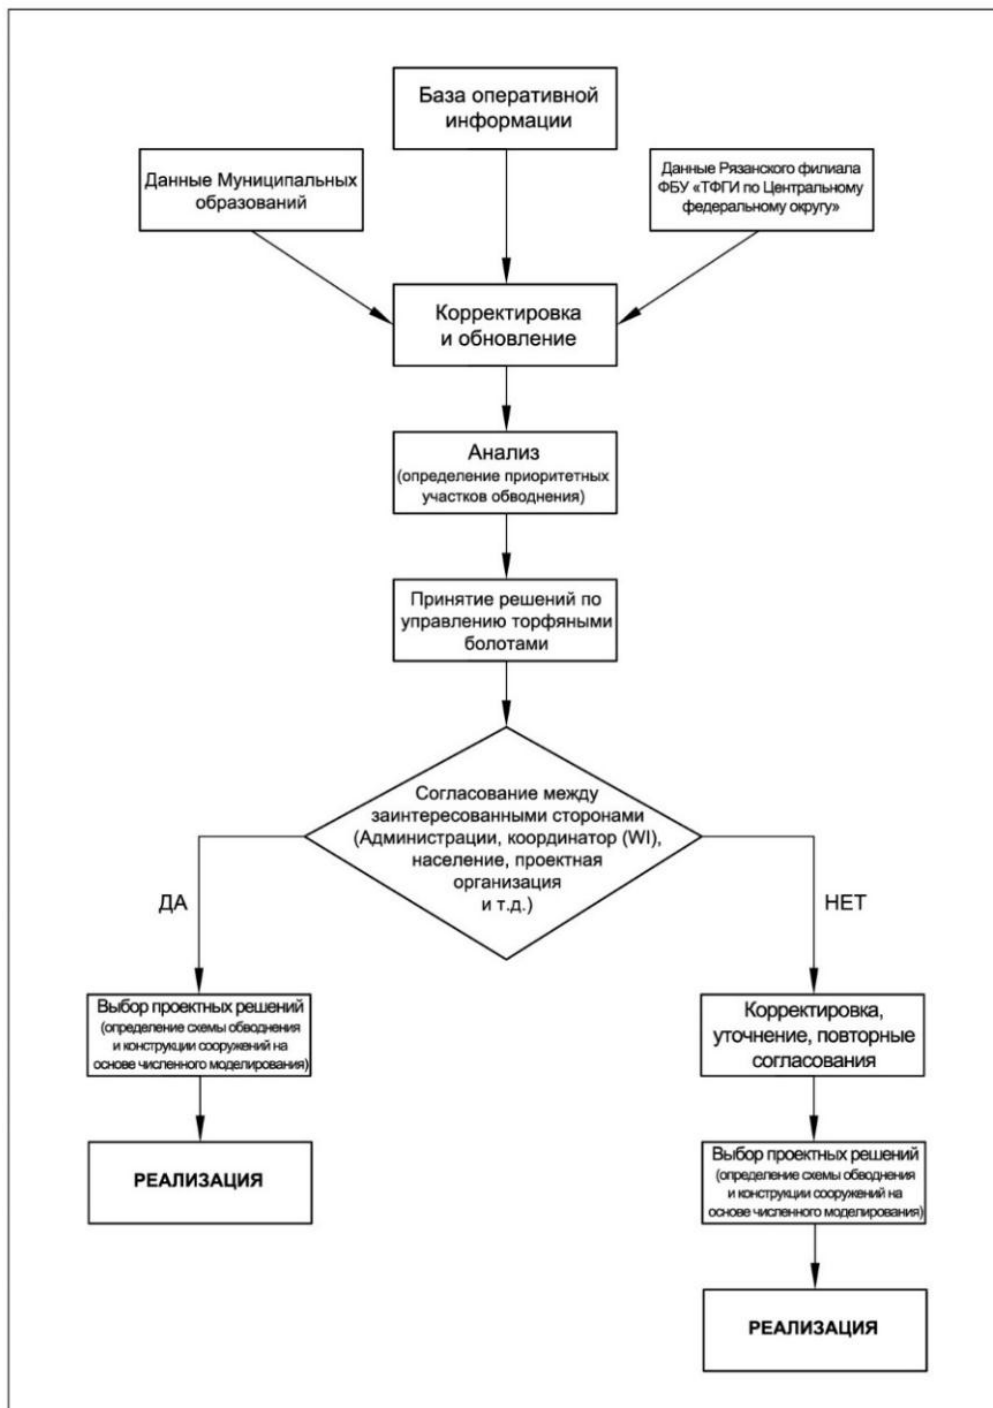 База оперативной
информации
Данные Муниципальных
образований
Данные Рязанского филиала
ФБУ «ТФГИ по Центральному
федеральному округу»
Корректировка
и обновление
Анализ
(определение приоритетных
участков обводнения)
Принятие решений по
управлению торфяными
болотами
Согласование между
заинтересованными сторонами
(Администрации, координатор (WI),
население, проектная
организация
и т.д.)
ДА
НЕТ
Выбор проектных решений
(определение схемы обводнения
и конструкции сооружений на
основе численного моделирования)
РЕАЛИЗАЦИЯ
Корректировка,
уточнение, повторные
согласования
Выбор проектных решений
(определение схемы обводнения
и конструкции сооружений на
основе численного моделирования)
РЕАЛИЗАЦИЯ